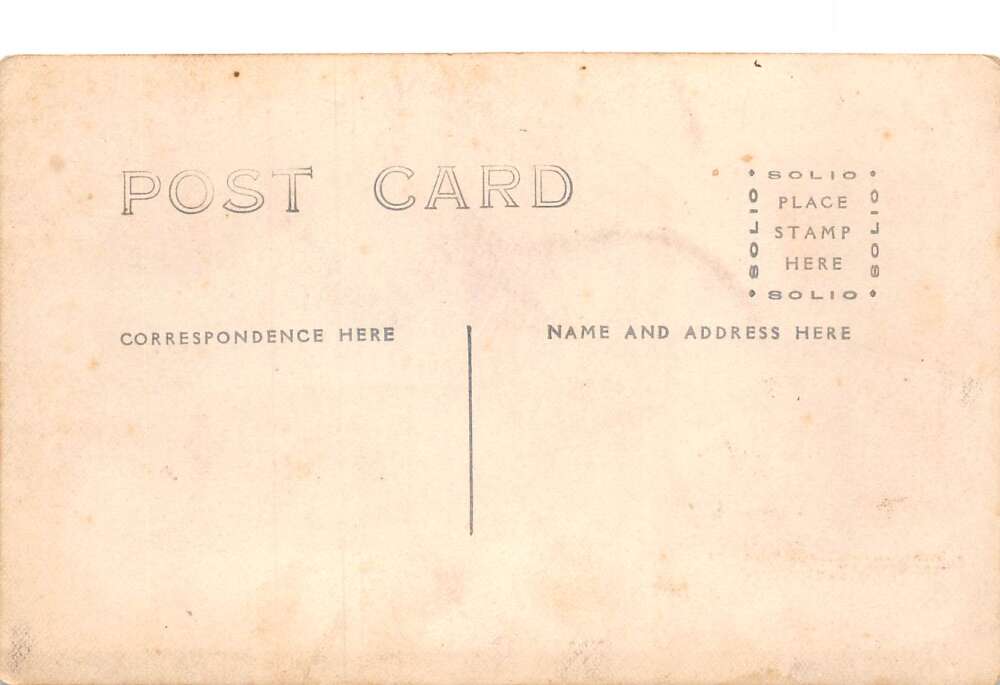 POST CARD
SOLIO
SOLIO
PLACE
STAMP
HERE
SOLIO
SOLIO
CORRESPONDENCE HERE
NAME AND ADDRESS HERE